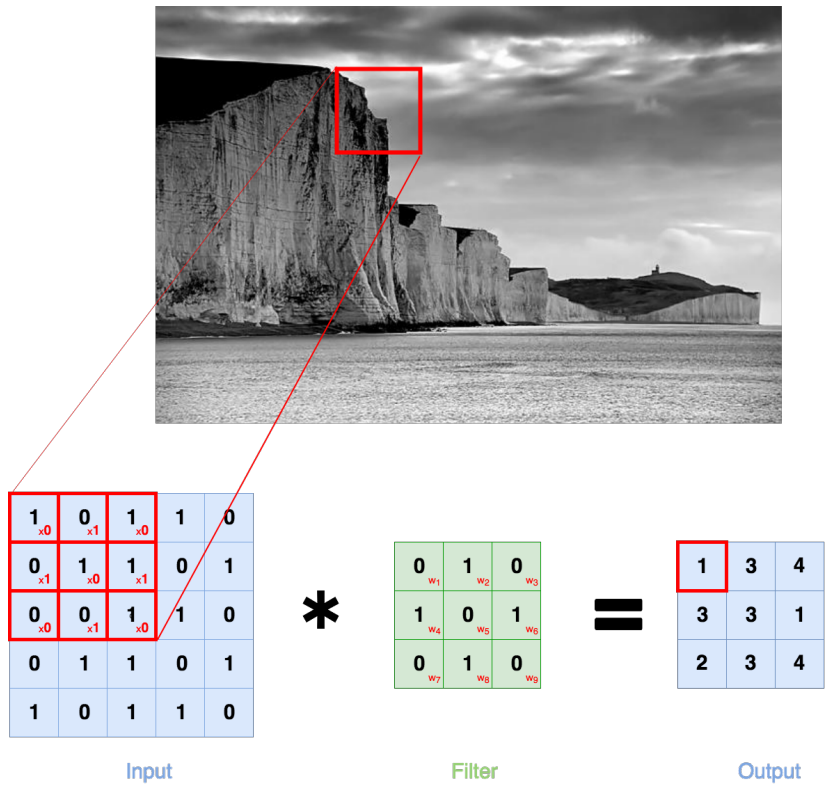 1 x0 0 x1 1 x0 1 0
0 x1 1 x0 1 x1 0 1
0 x0 0 x1 1 x0 1 0
0 1 1 0 1
1 0 1 1 0
*
0 w1 1 w2 0 w3
1 w4 0 w5 1 w6
0 w7 1 w8 0 w9
=
1 3 4
3 3 1
2 3 4
Input
Filter
Output